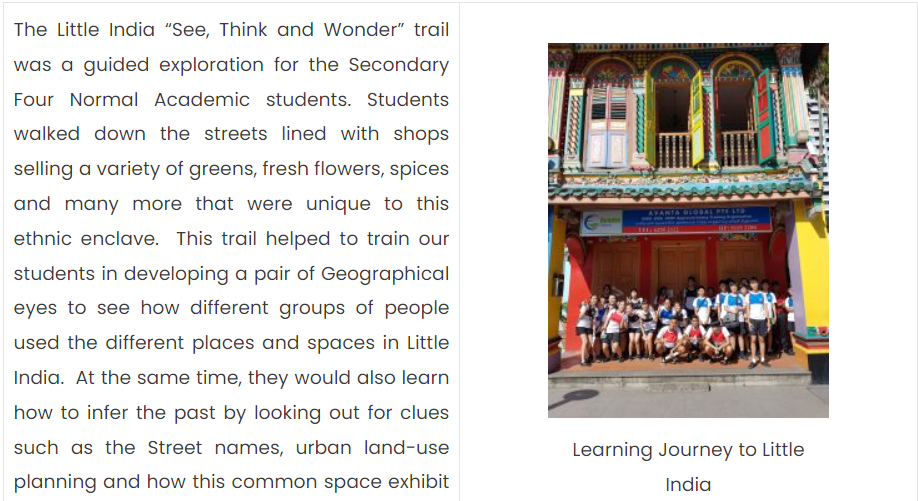 The Little India “See, Think and Wonder” trail
was a guided exploration for the Secondary
Four Normal Academic students. Students
walked down the streets lined with shops
selling a variety of greens, fresh flowers, spices
and many more that were unique to this
ethnic enclave. This trail helped to train our
students in developing a pair of Geographical
eyes to see how different groups of people
used the different places and spaces in Little
India. At the same time, they would also learn
how to infer the past by looking out for clues
such as the Street names, urban land-use
planning and how this common space exhibit
AVANTA GLOBAL PTE LTD
Learning Journey to Little
India